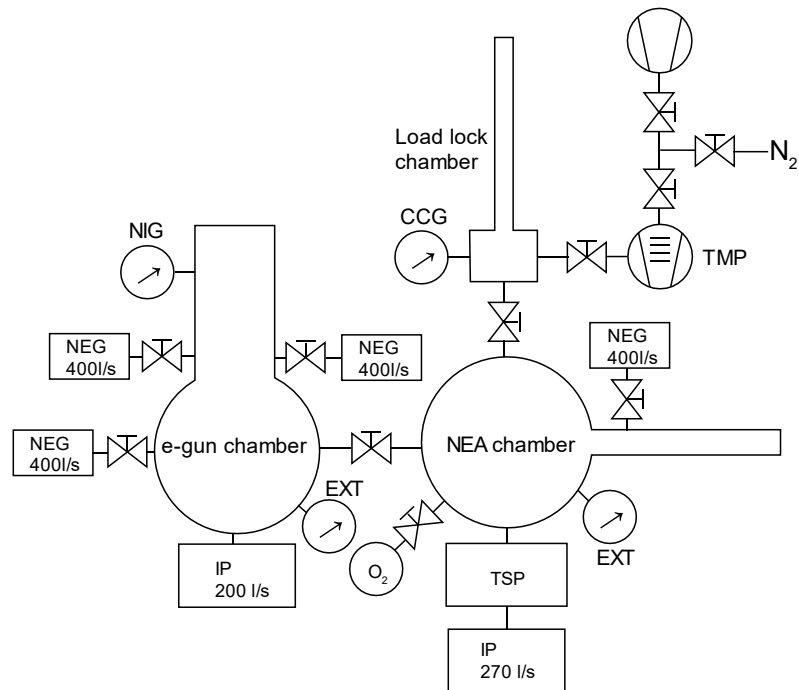 Load lock
chamber
N2
NIG
CCG
TMP
NEG
400l/s
NEG
400l/s
NEG
400l/s
NEG
400l/s
e-gun chamber
NEA chamber
EXT
EXT
IP
200 l/s
O2
TSP
IP
270 l/s